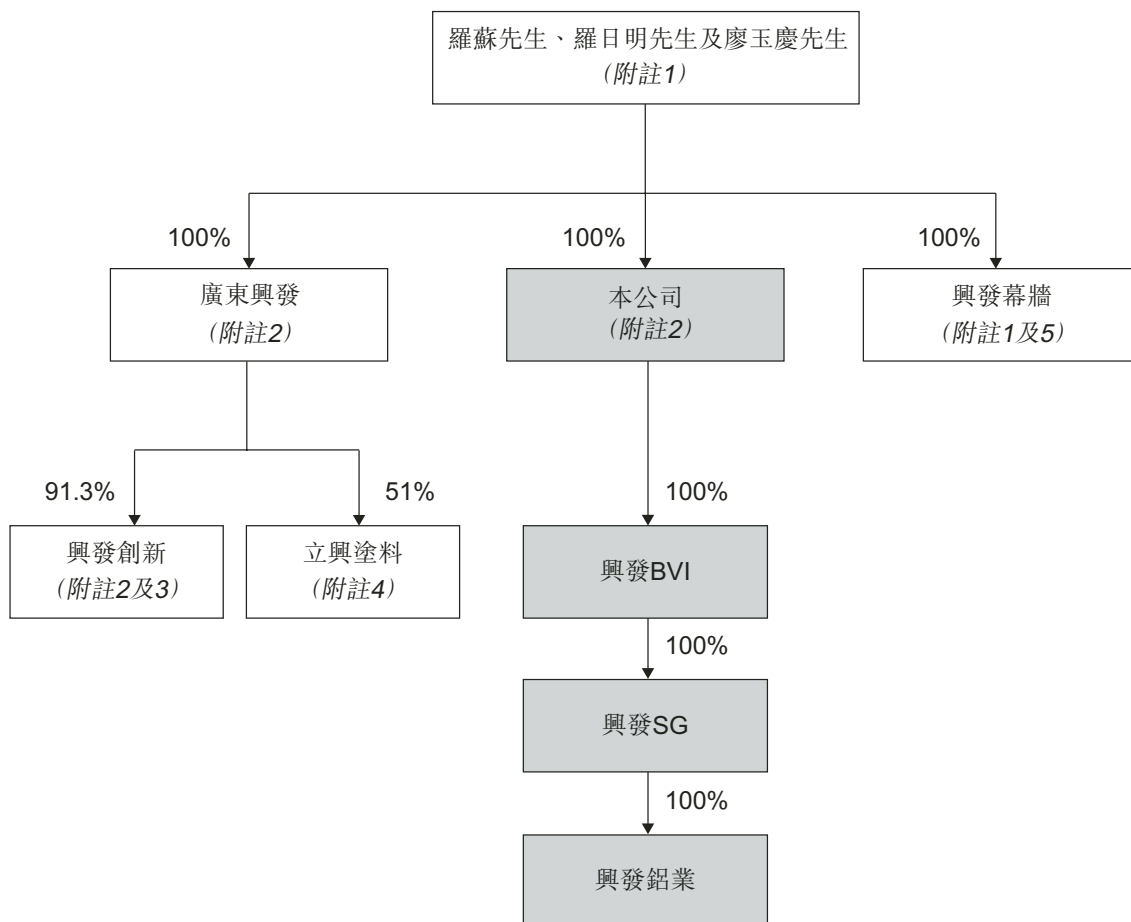 羅蘇先生、羅日明先生及廖玉慶先生
（附註1）
100%
100%
100%
廣東興發
（附註2）
本公司
（附註2）
興發幕牆
（附註1及5）
91.3%
51%
100%
興發創新
（附註2及3）
立興塗料
（附註4）
興發BVI
100%
興發SG
100%
興發鋁業